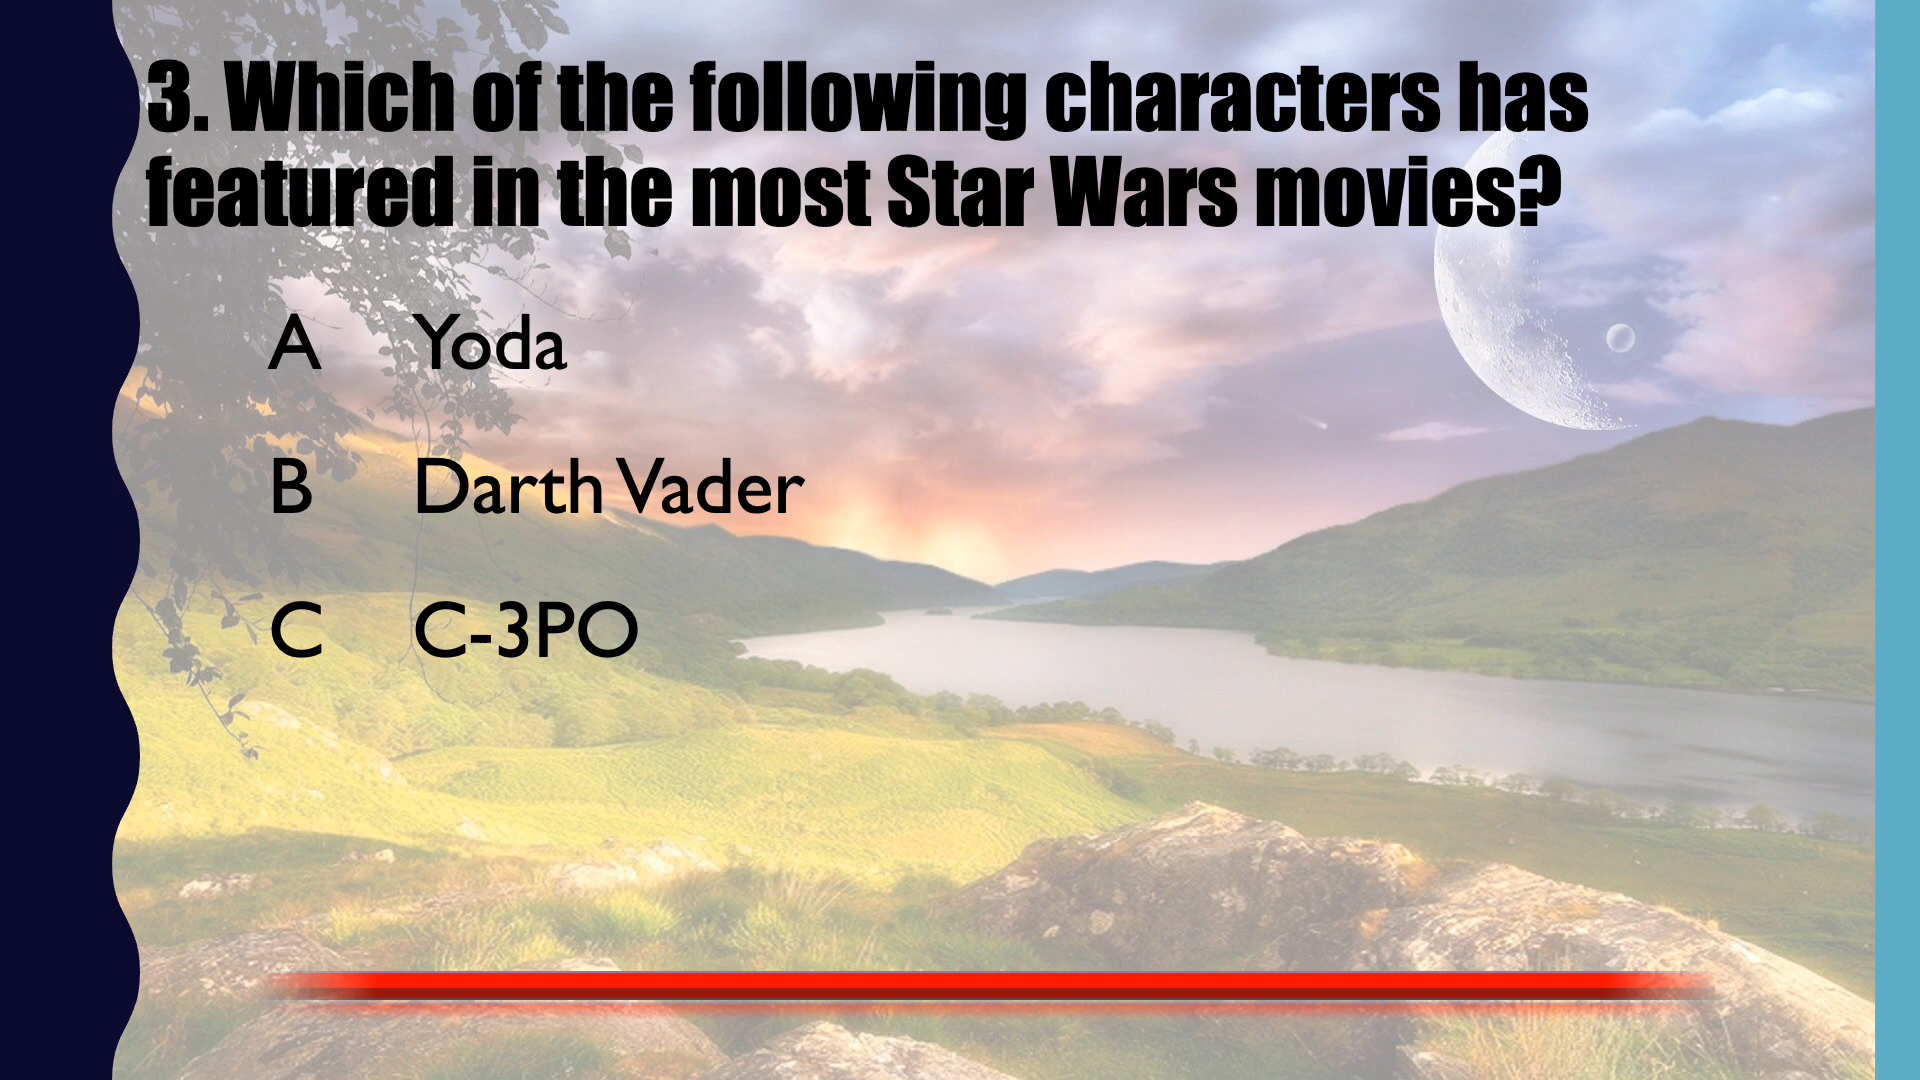 3. Which of the following characters has
featured in the most Star Wars movies?
A Yoda
B Darth Vader
C C-3PO